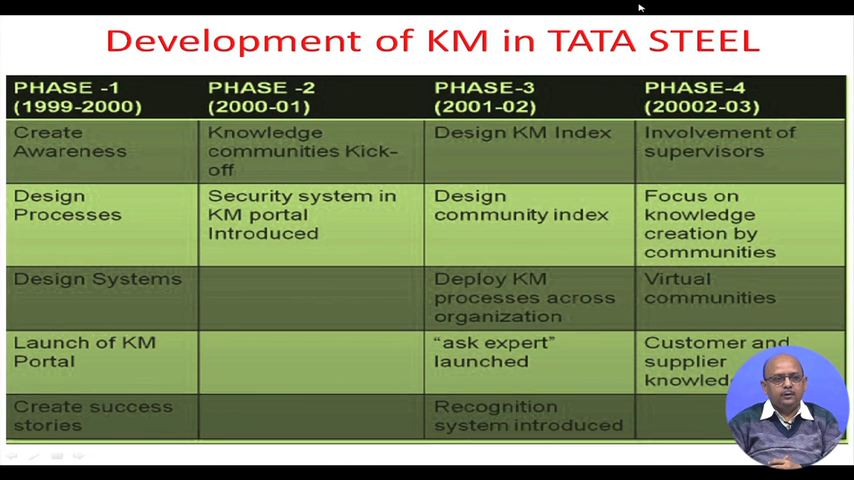 Development of KM in TATA STEEL
PHASE -1
(1999-2000)
PHASE -2
(2000-01)
PHASE-3
(2001-02)
PHASE-4
(20002-03)
Create
Awareness
Knowledge
communities Kick-
off
Design KM Index
Involvement of
supervisors
Design
Processes
Security system in
KM portal
Introduced
Design
community index
Focus on
knowledge
creation by
communities
Design Systems
Deploy KM
processes across
organization
Virtual
communities
Launch of KM
Portal
“ask expert”
launched
Customer and
supplier
Create success
stories
Recognition
system introduced